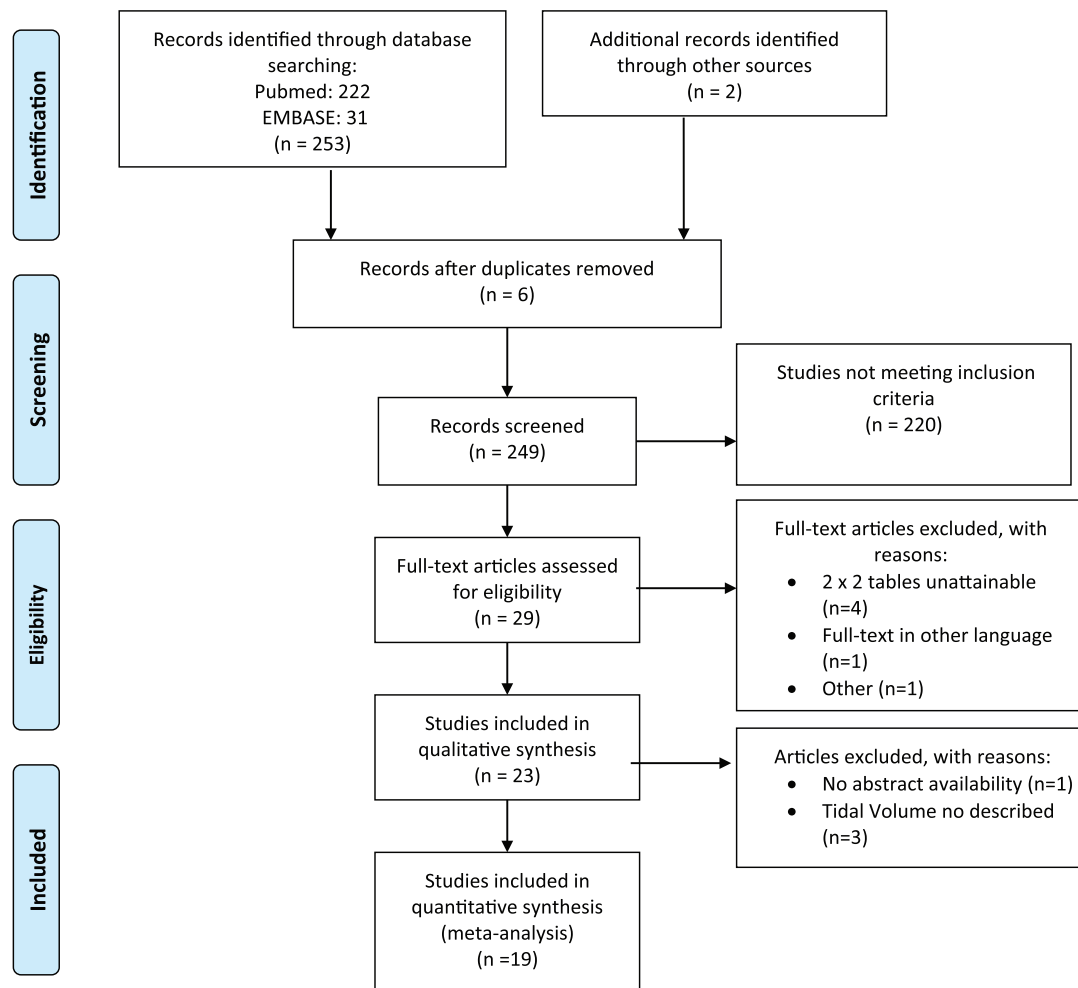 Identification
Records identified through database
searching:
Pubmed: 222
EMBASE: 31
(n = 253)
Additional records identified
through other sources
(n = 2)
Records after duplicates removed
(n = 6)
Screening
Records screened
(n = 249)
Studies not meeting inclusion
criteria
(n = 220)
Eligibility
Full-text articles assessed
for eligibility
(n = 29)
Full-text articles excluded, with
reasons:
• 2 x 2 tables unattainable
(n=4)
• Full-text in other language
(n=1)
• Other (n=1)
Studies included in
qualitative synthesis
(n = 23)
Articles excluded, with reasons:
• No abstract availability (n=1)
• Tidal Volume no described
(n=3)
Included
Studies included in
quantitative synthesis
(meta-analysis)
(n =19)